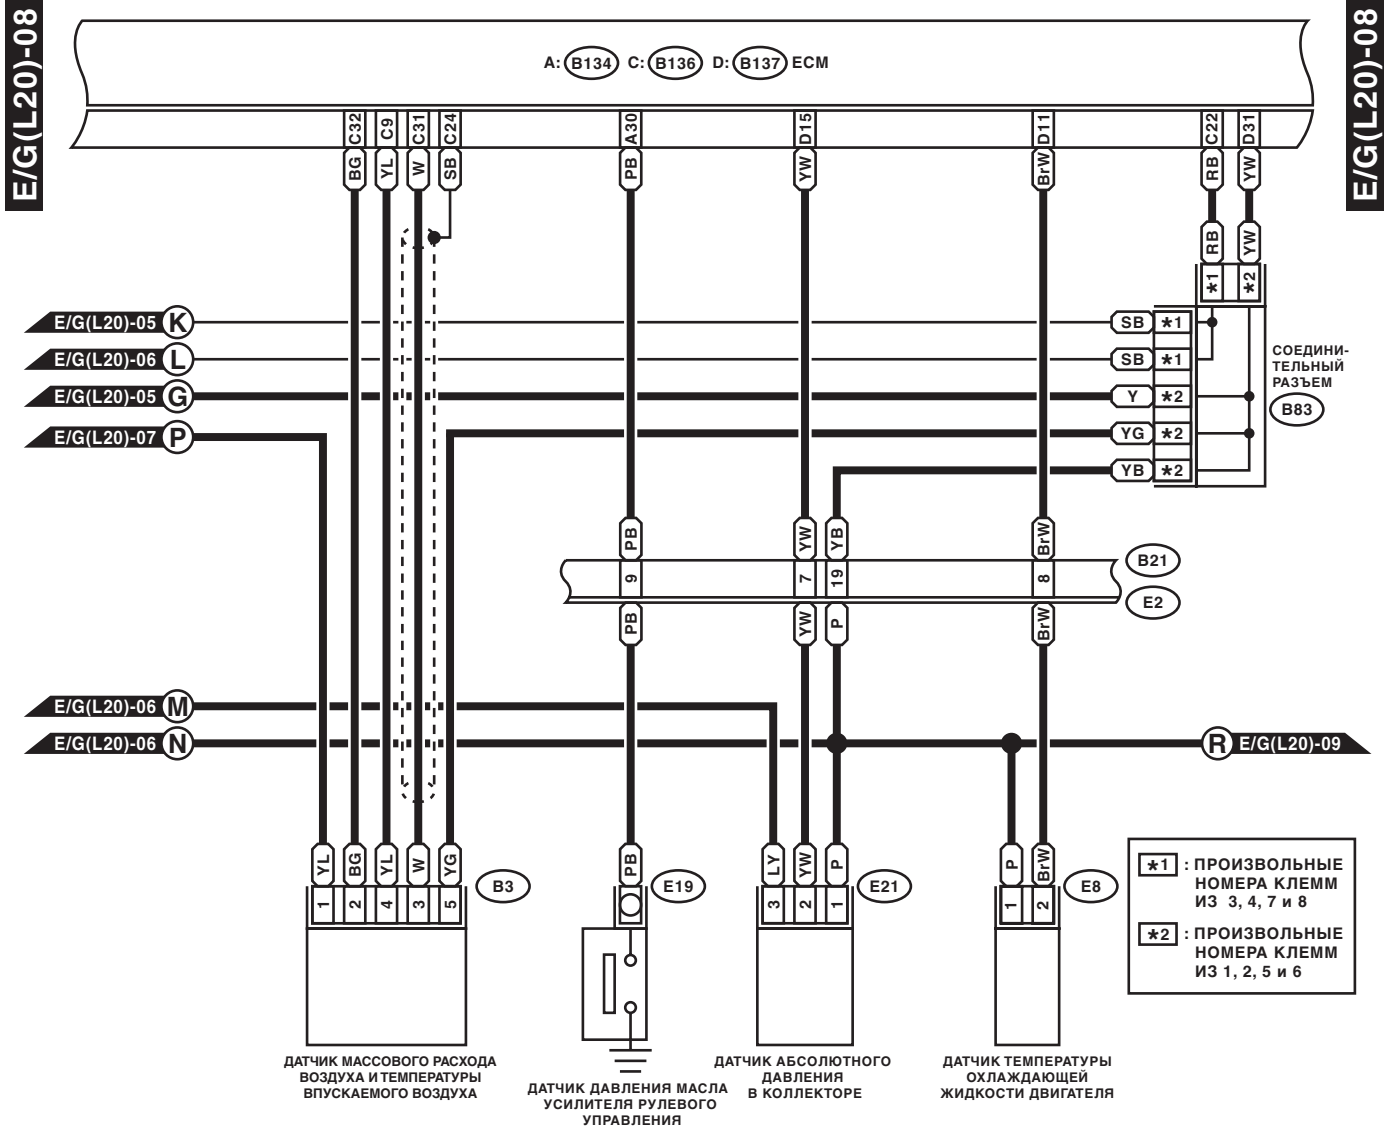 E/G(L20)-08
E/G(L20)-08
A: B134 C: B136 D: B137 ECM
C32 C9 C31 C24 A30 D15 D11 C22 D31
BG YL W SB PB YW BrW RB YW
RB YW
*1 *2
E/G(L20)-05 K SB *1
E/G(L20)-06 L SB *1
E/G(L20)-05 G Y *2
E/G(L20)-07 P YG *2
YB *2
СОЕДИНИ-
ТЕЛЬНЫЙ
РАЗЪЕМ
B83
PB YW YB BrW
9 7 19 8
B21
E2
PB YW P BrW
E/G(L20)-06 M
E/G(L20)-06 N R E/G(L20)-09
YL BG YL W YG PB LY YW P P BrW
1 2 4 3 5 3 2 1 1 2
B3 E19 E21 E8
*1 : ПРОИЗВОЛЬНЫЕ
НОМЕРА КЛЕММ
ИЗ 3, 4, 7 и 8
*2 : ПРОИЗВОЛЬНЫЕ
НОМЕРА КЛЕММ
ИЗ 1, 2, 5 и 6
ДАТЧИК МАССОВОГО РАСХОДА
ВОЗДУХА И ТЕМПЕРАТУРЫ
ВПУСКАЕМОГО ВОЗДУХА
ДАТЧИК ДАВЛЕНИЯ МАСЛА
УСИЛИТЕЛЯ РУЛЕВОГО
УПРАВЛЕНИЯ
ДАТЧИК АБСОЛЮТНОГО
ДАВЛЕНИЯ
В КОЛЛЕКТОРЕ
ДАТЧИК ТЕМПЕРАТУРЫ
ОХЛАЖДАЮЩЕЙ
ЖИДКОСТИ ДВИГАТЕЛЯ